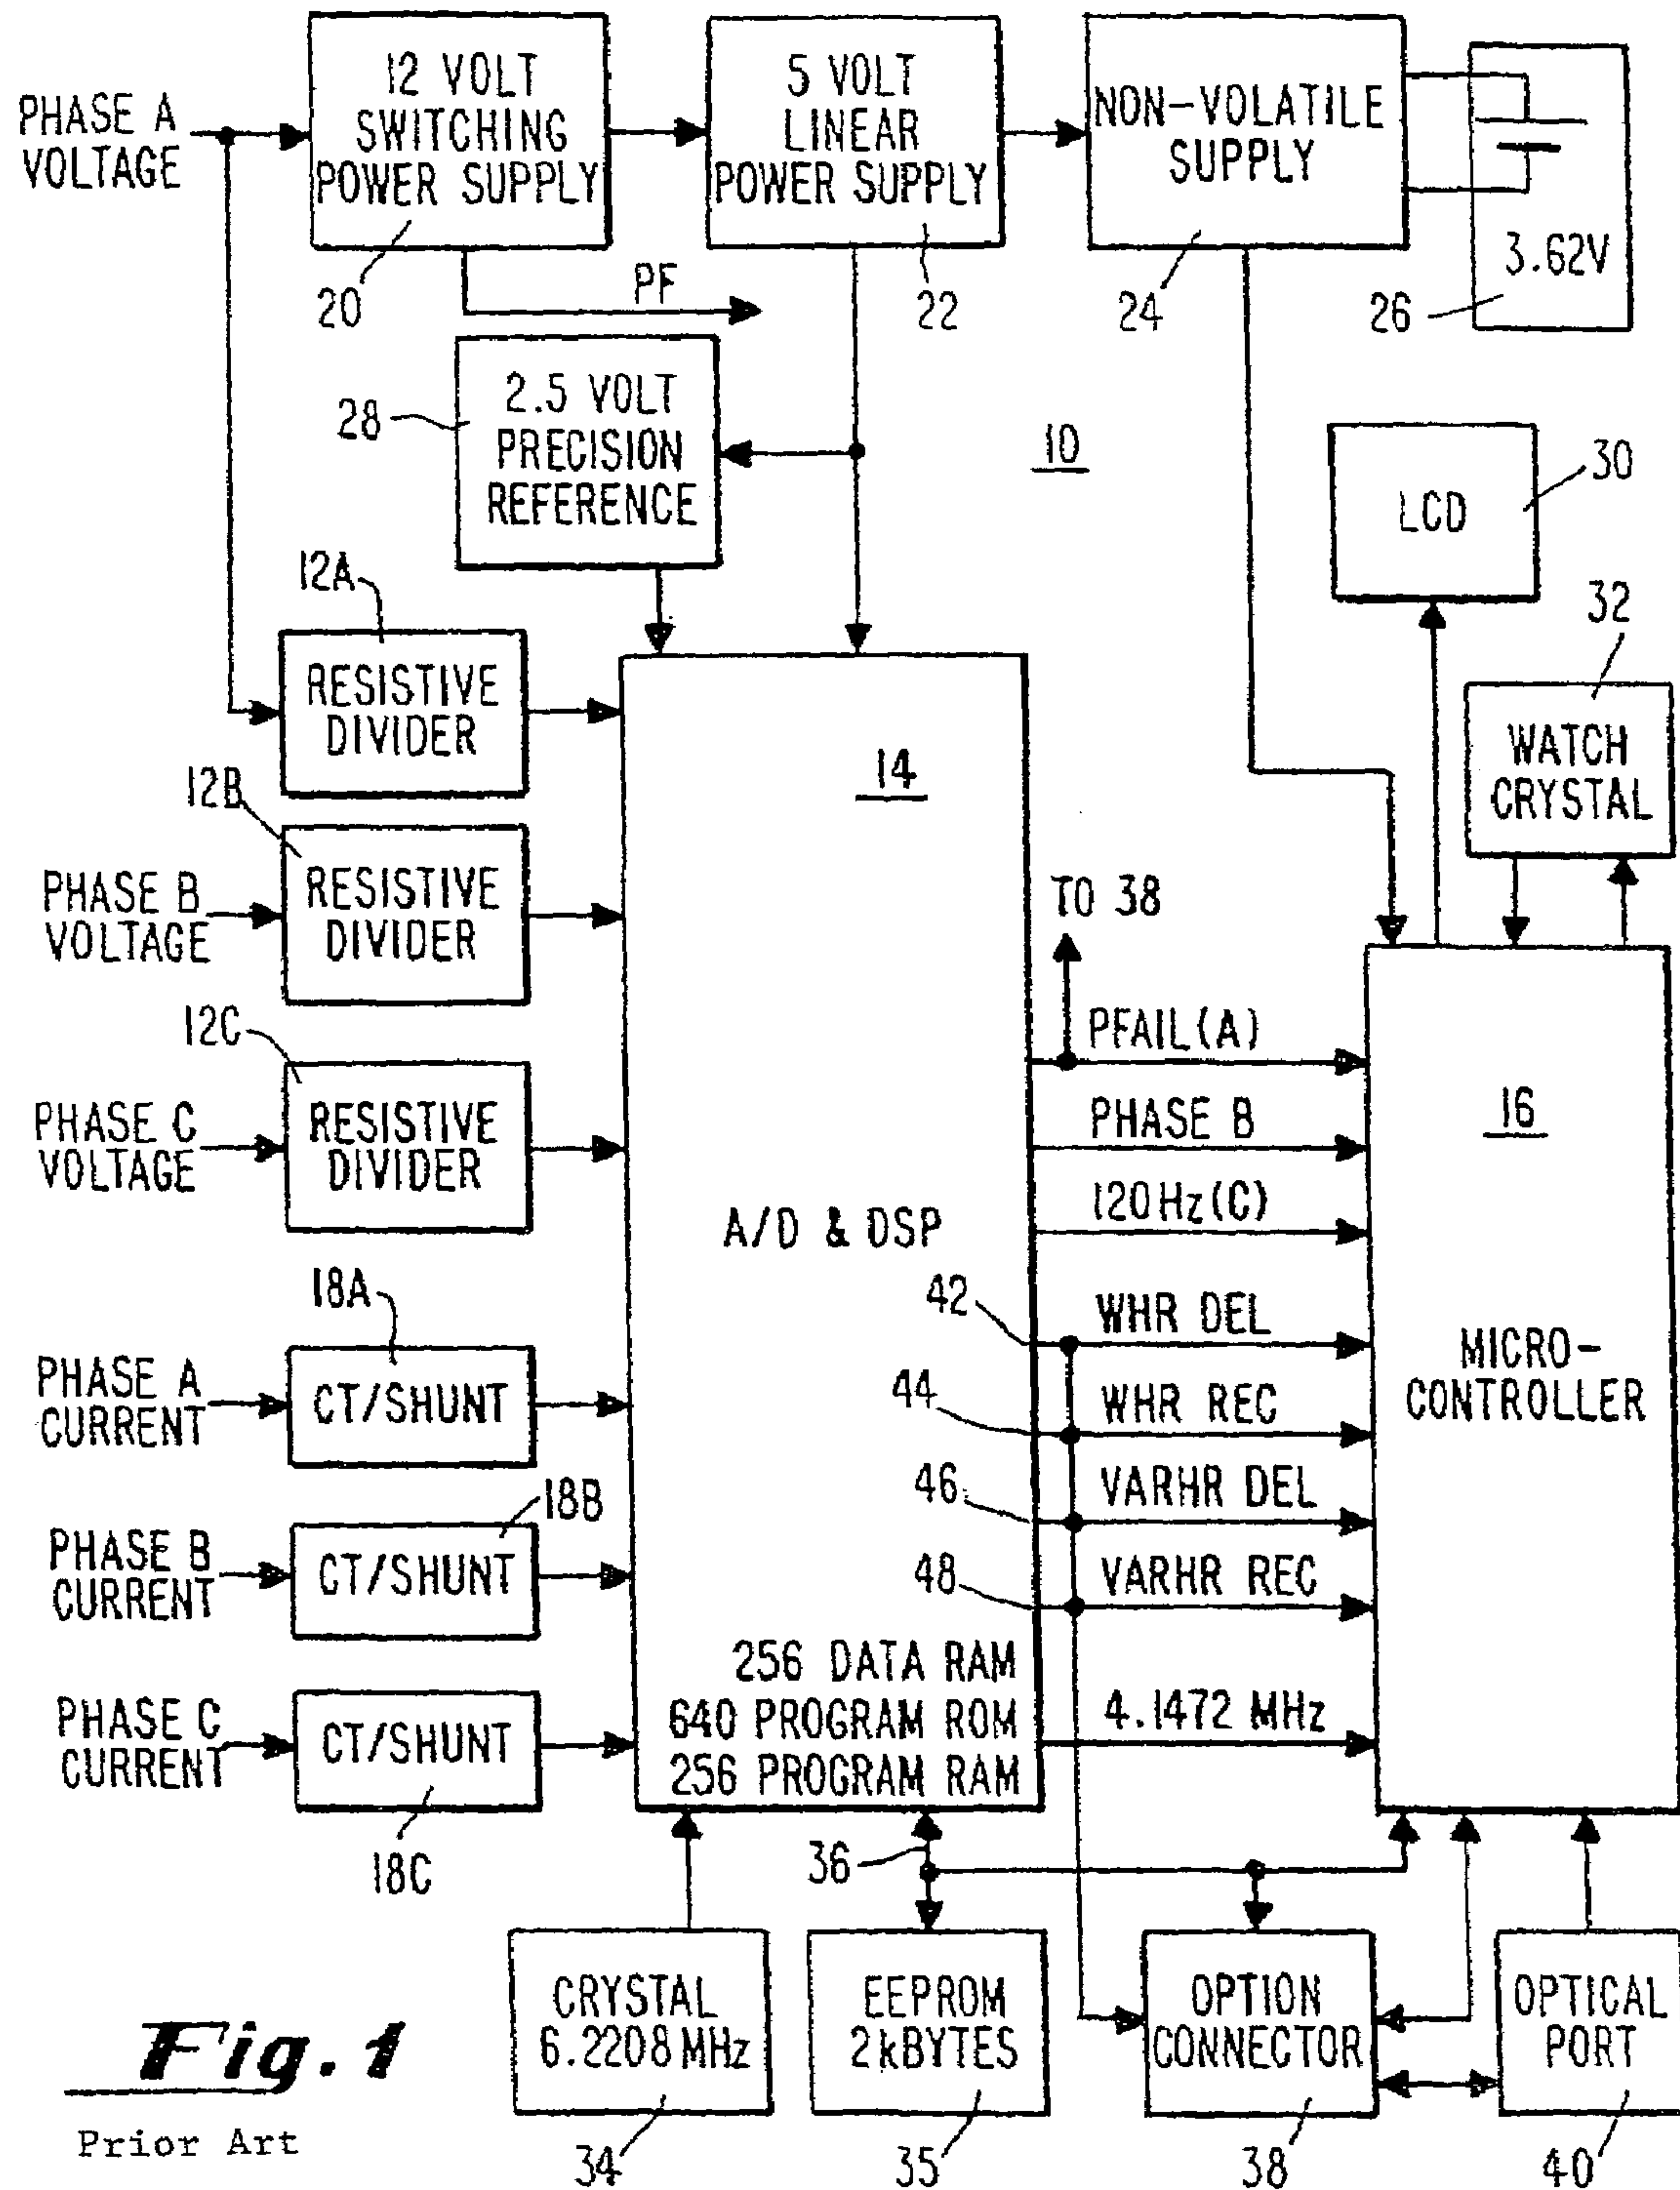 PHASE A
VOLTAGE
12 VOLT
SWITCHING
POWER SUPPLY
20
5 VOLT
LINEAR
POWER SUPPLY
22
NON-VOLATILE
SUPPLY
24
3.62V
26
PF
28
2.5 VOLT
PRECISION
REFERENCE
10
LCD
30
32
WATCH
CRYSTAL
12A
RESISTIVE
DIVIDER
12B
PHASE B
VOLTAGE
RESISTIVE
DIVIDER
12C
PHASE C
VOLTAGE
RESISTIVE
DIVIDER
18A
PHASE A
CURRENT
CT/SHUNT
18B
PHASE B
CURRENT
CT/SHUNT
PHASE C
CURRENT
CT/SHUNT
18C
14
A/D & DSP
256 DATA RAM
640 PROGRAM ROM
256 PROGRAM RAM
TO 38
PFAIL(A)
PHASE B
120Hz(C)
42
WHR DEL
44
WHR REC
46
VARHR DEL
48
VARHR REC
4.1472 MHz
16
MICRO-
CONTROLLER
36
CRYSTAL
6.2208 MHz
34
EEPROM
2kBYTES
35
OPTION
CONNECTOR
38
OPTICAL
PORT
40
Fig. 1
Prior Art